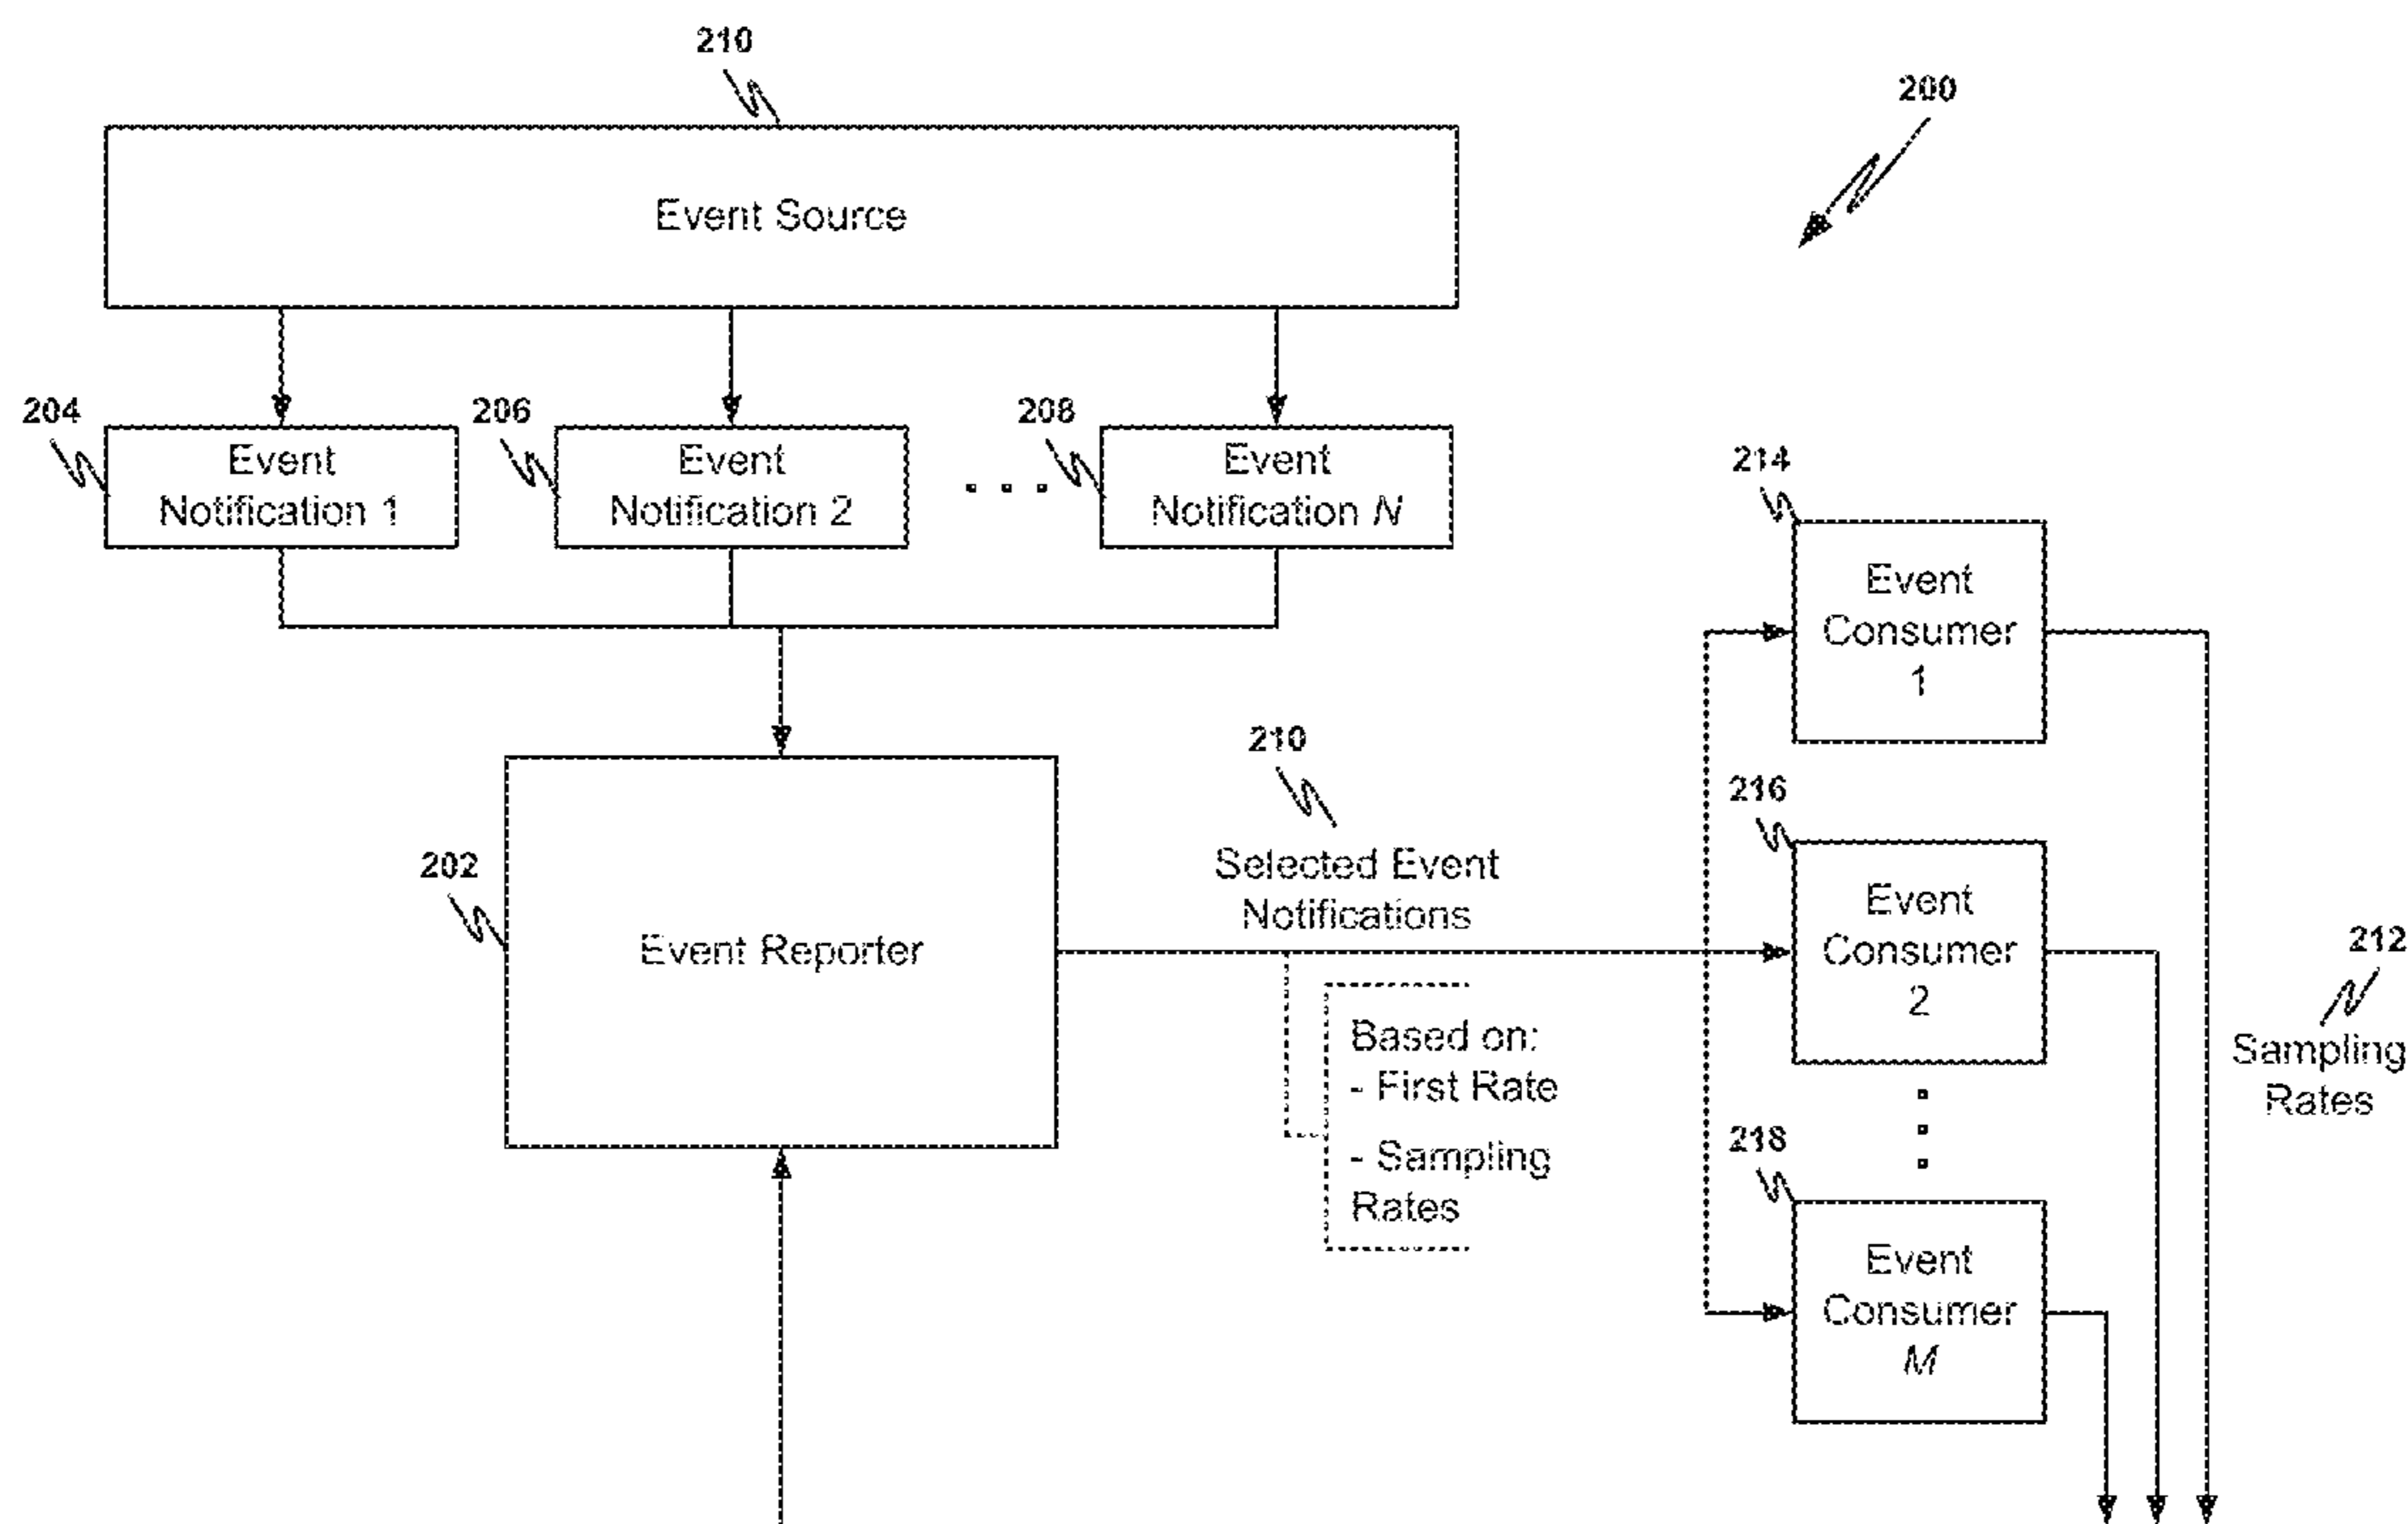 210
200
Event Source
204
206
208
Event
Notification 1
Event
Notification 2
. . .
Event
Notification N
214
Event
Consumer
1
210
Selected Event
Notifications
216
Event
Consumer
2
202
Event Reporter
212
Sampling
Rates
Based on:
- First Rate
- Sampling
Rates
218
Event
Consumer
M